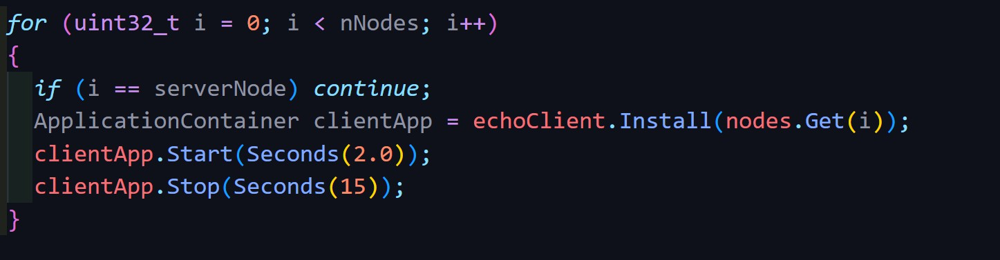 for (uint32_t i = 0; i < nNodes; i++)
{
if (i == serverNode) continue;
ApplicationContainer clientApp = echoClient.Install(nodes.Get(i));
clientApp.Start(Seconds(2.0));
clientApp.Stop(Seconds(15));
}